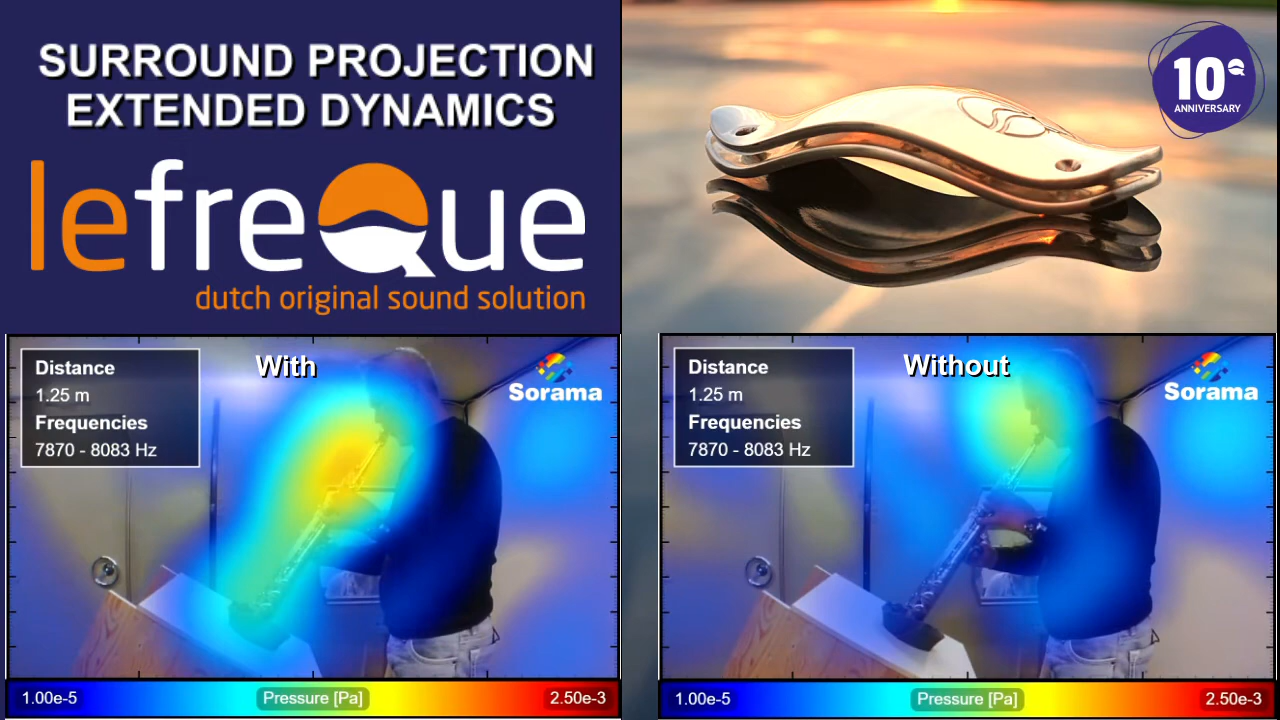 SURROUND PROJECTION
EXTENDED DYNAMICS
lefreQue
dutch original sound solution
10
ANNIVERSARY
Distance
1.25 m
Frequencies
7870 - 8083 Hz
With
Sorama
1.00e-5
Pressure [Pa]
2.50e-3
Distance
1.25 m
Frequencies
7870 - 8083 Hz
Without
Sorama
1.00e-5
Pressure [Pa]
2.50e-3